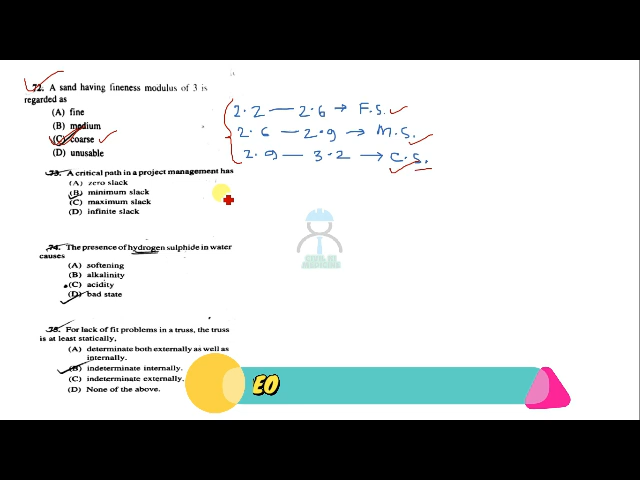 72. A sand having fineness modulus of 3 is
regarded as
(A) fine
(B) medium
(C) coarse
(D) unusable
2.2 — 2.6 → F.S.
2.6 — 2.9 → M.S.
2.9 — 3.2 → C.S.
73. A critical path in a project management has
(A) zero slack
(B) minimum slack
(C) maximum slack
(D) infinite slack
74. The presence of hydrogen sulphide in water
causes
(A) softening
(B) alkalinity
(C) acidity
(D) bad state
75. For lack of fit problems in a truss, the truss
is at least statically,
(A) determinate both externally as well as
internally.
(B) indeterminate internally.
(C) indeterminate externally.
(D) None of the above.
EO